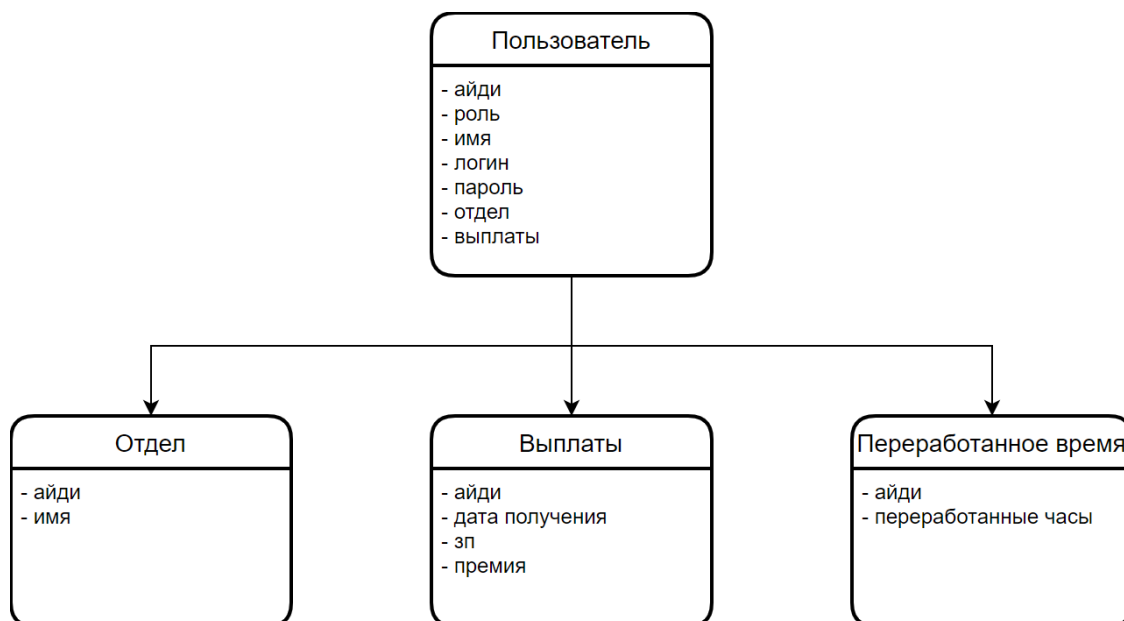 Пользователь
- айди
- роль
- имя
- логин
- пароль
- отдел
- выплаты
Отдел
- айди
- имя
Выплаты
- айди
- дата получения
- зп
- премия
Переработанное время
- айди
- переработанные часы